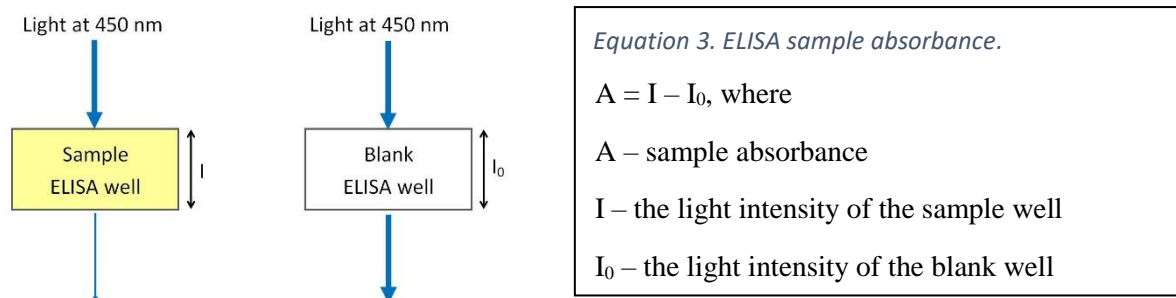 Light at 450 nm
Sample
ELISA well
I
Light at 450 nm
Blank
ELISA well
I₀
Equation 3. ELISA sample absorbance.
A = I – I₀, where
A – sample absorbance
I – the light intensity of the sample well
I₀ – the light intensity of the blank well